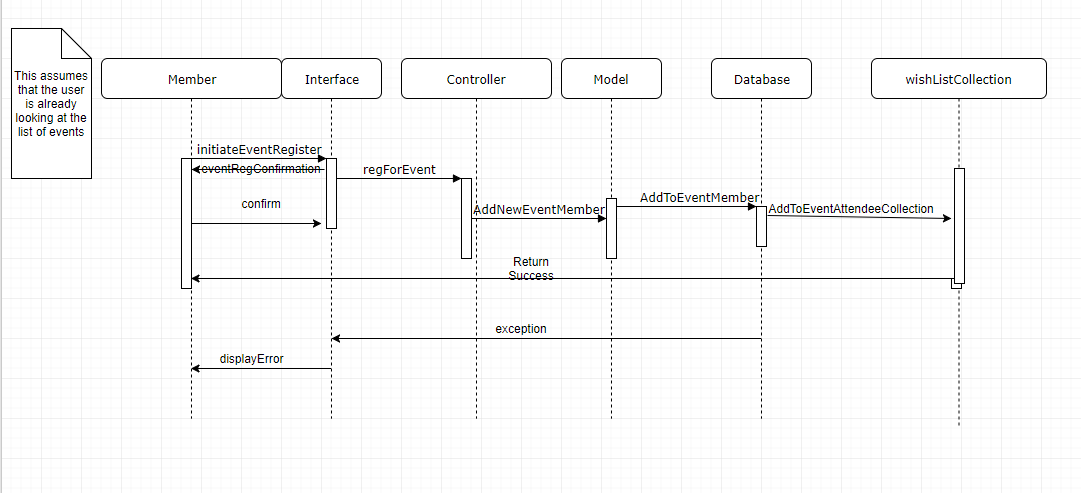 This assumes
that the user
is already
looking at the
list of events
Member
Interface
Controller
Model
Database
wishListCollection
initiateEventRegister
eventRegConfirmation
regForEvent
confirm
AddNewEventMember
AddToEventMember
AddToEventAttendeeCollection
Return
Success
exception
displayError